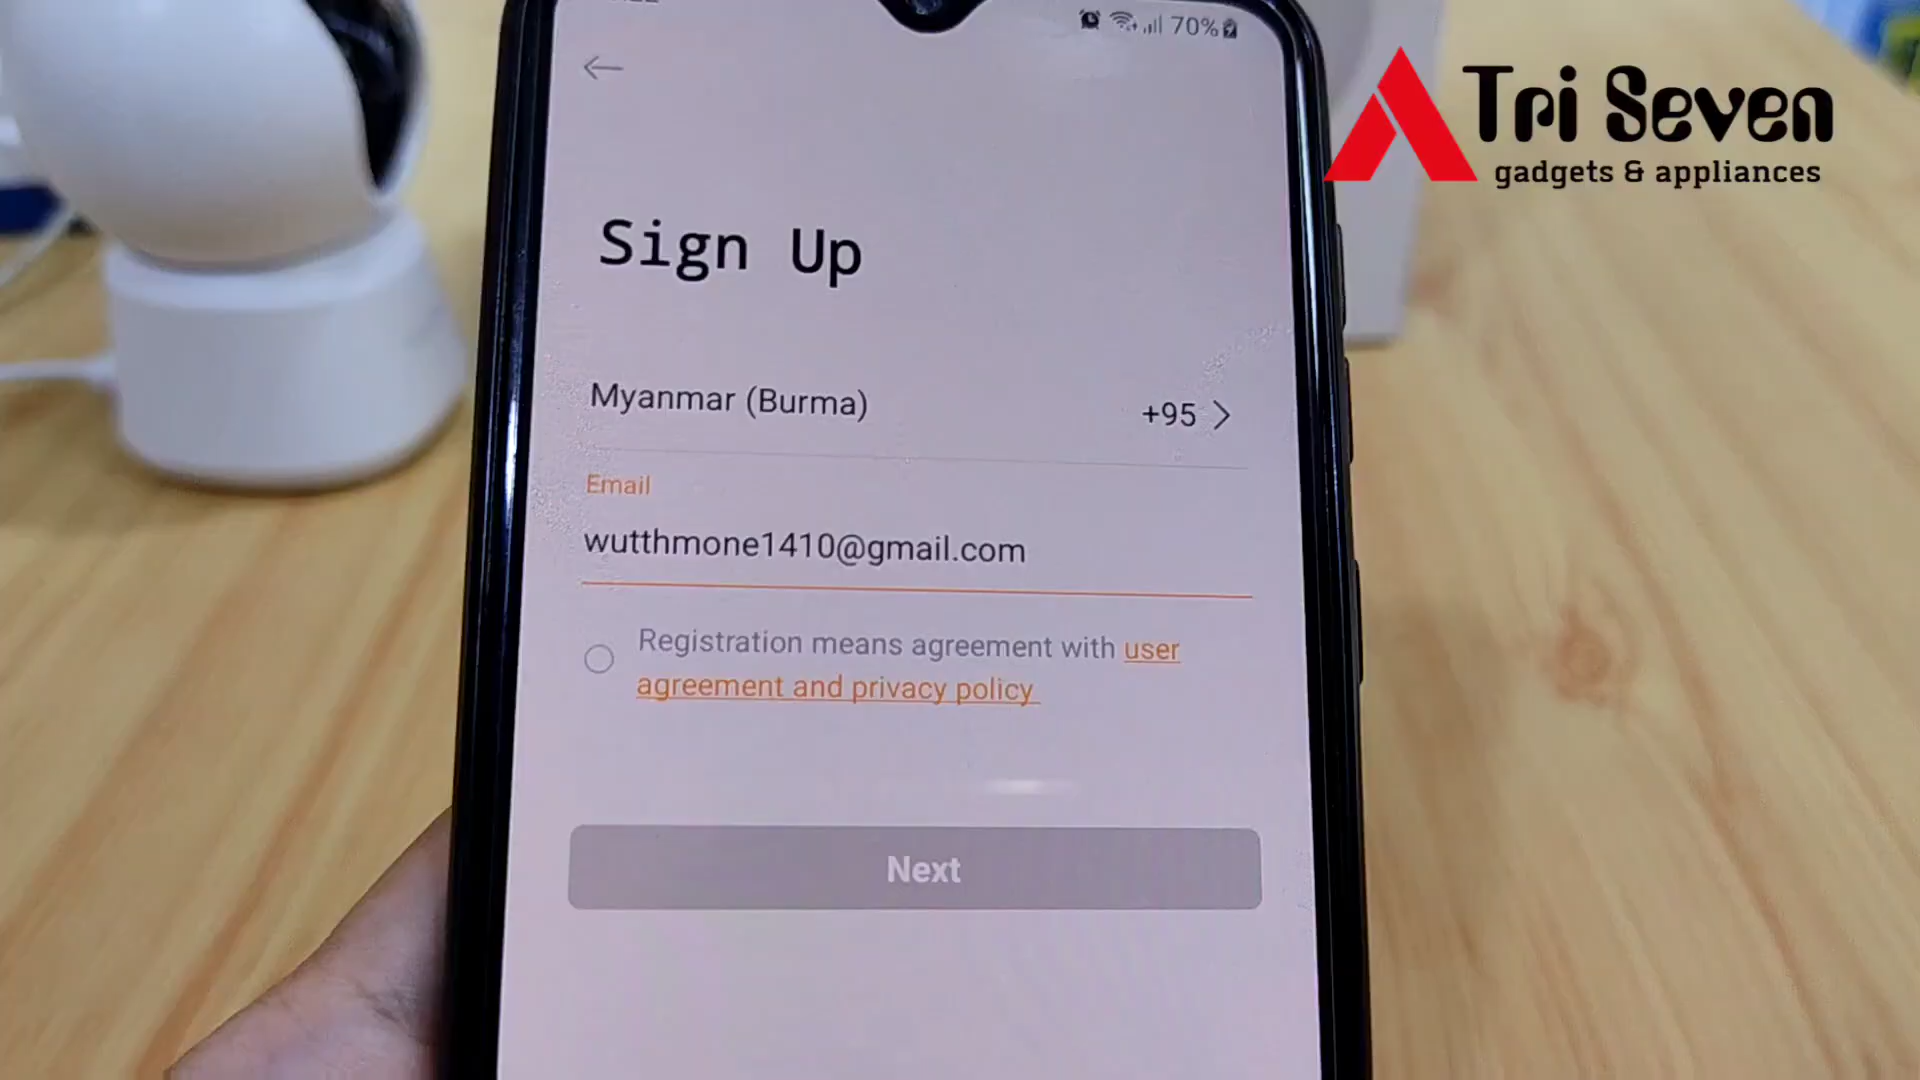 70%
Tri Seven
gadgets & appliances
Sign Up
Myanmar (Burma) +95
Email
wutthmone1410@gmail.com
Registration means agreement with user
agreement and privacy policy
Next